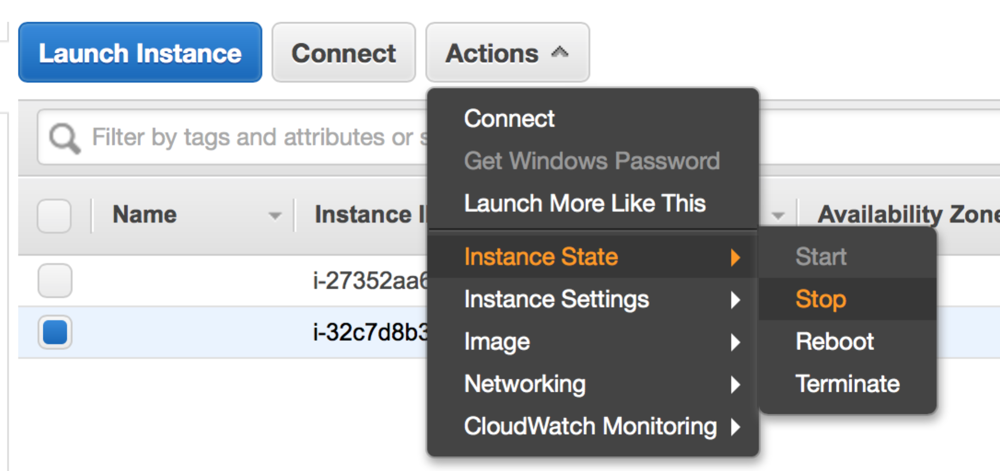 Launch Instance
Connect
Actions
Filter by tags and attributes or
Name
Instance
Availability
i-27352aa6
i-32c7d8b3
Connect
Get Windows Password
Launch More Like This
Instance State
Instance Settings
Image
Networking
CloudWatch Monitoring
Start
Stop
Reboot
Terminate